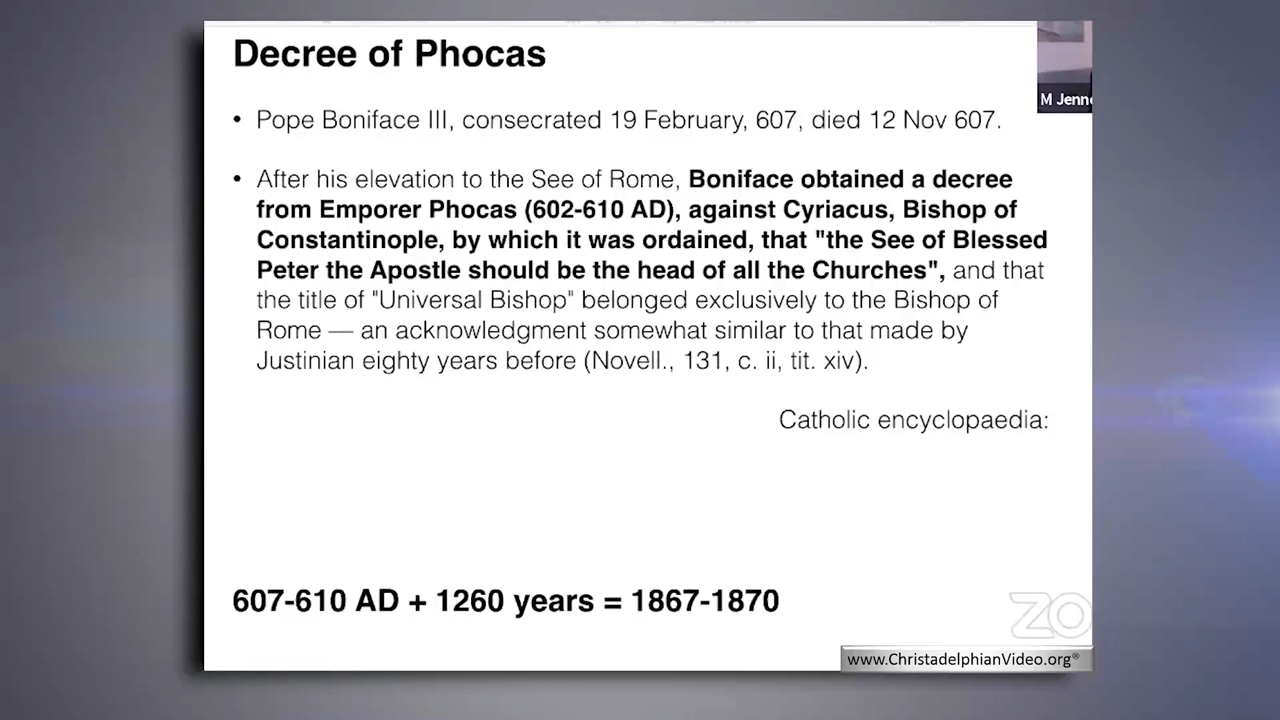 Decree of Phocas
M Jenne
• Pope Boniface III, consecrated 19 February, 607, died 12 Nov 607.
• After his elevation to the See of Rome, Boniface obtained a decree
from Emporer Phocas (602-610 AD), against Cyriacus, Bishop of
Constantinople, by which it was ordained, that "the See of Blessed
Peter the Apostle should be the head of all the Churches", and that
the title of "Universal Bishop" belonged exclusively to the Bishop of
Rome — an acknowledgment somewhat similar to that made by
Justinian eighty years before (Novell., 131, c. ii, tit. xiv).
Catholic encyclopaedia:
607-610 AD + 1260 years = 1867-1870
ZO
www.ChristadelphianVideo.org®